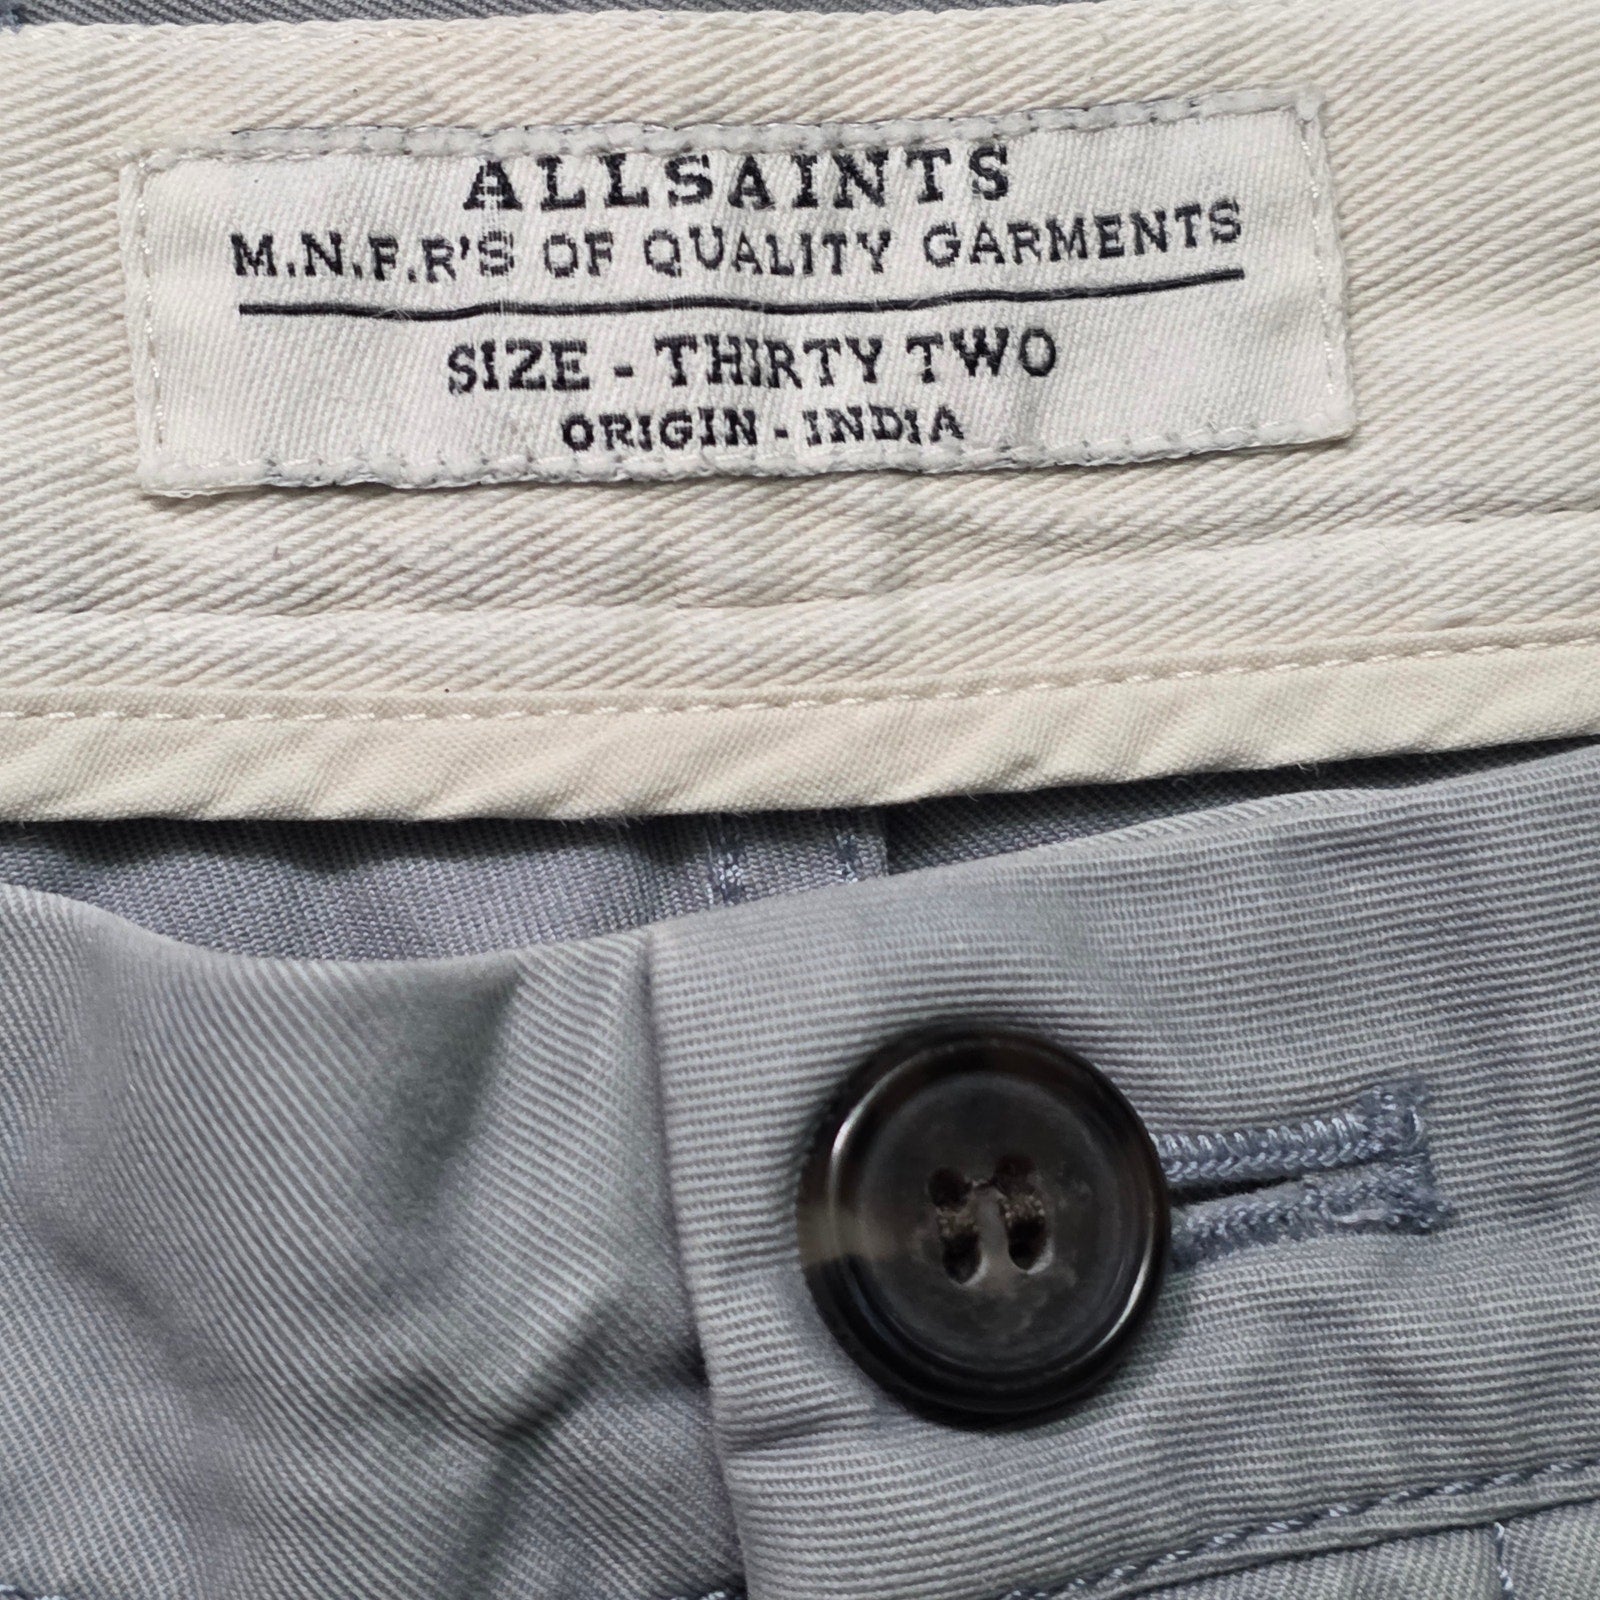 ALLSAINTS
M.N.F.R'S OF QUALITY GARMENTS
SIZE - THIRTY TWO
ORIGIN - INDIA